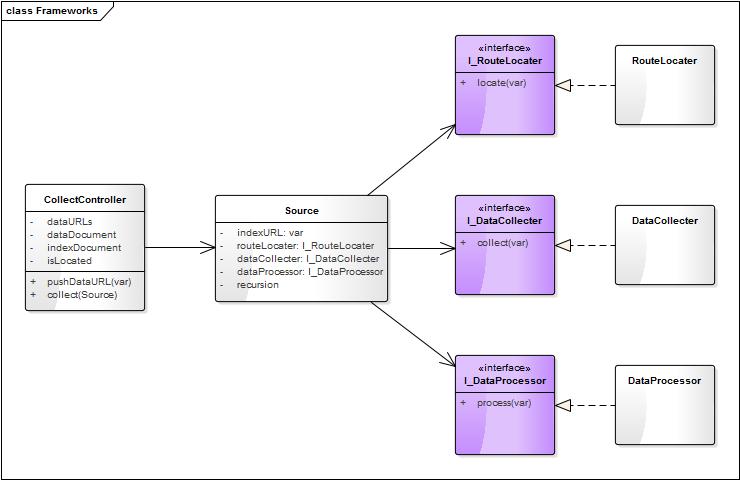 class Frameworks
CollectController
- dataURLs
- dataDocument
- indexDocument
- isLocated
+ pushDataURL(var)
+ collect(Source)
Source
- indexURL: var
- routeLocater: I_RouteLocater
- dataCollecter: I_DataCollecter
- dataProcessor: I_DataProcessor
- recursion
«interface»
I_RouteLocater
+ locate(var)
RouteLocater
«interface»
I_DataCollecter
+ collect(var)
DataCollecter
«interface»
I_DataProcessor
+ process(var)
DataProcessor